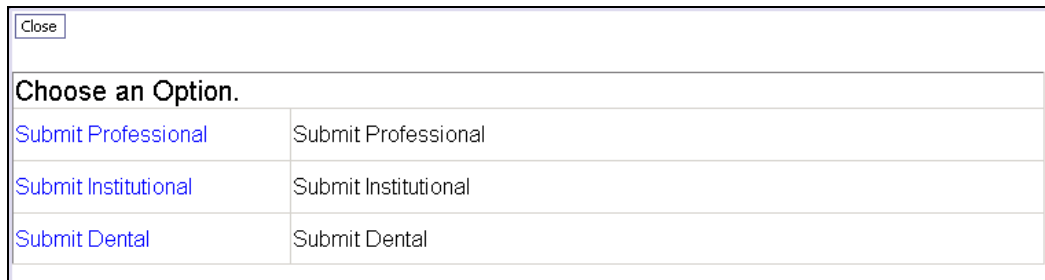 Close
Choose an Option.
Submit Professional Submit Professional
Submit Institutional Submit Institutional
Submit Dental Submit Dental